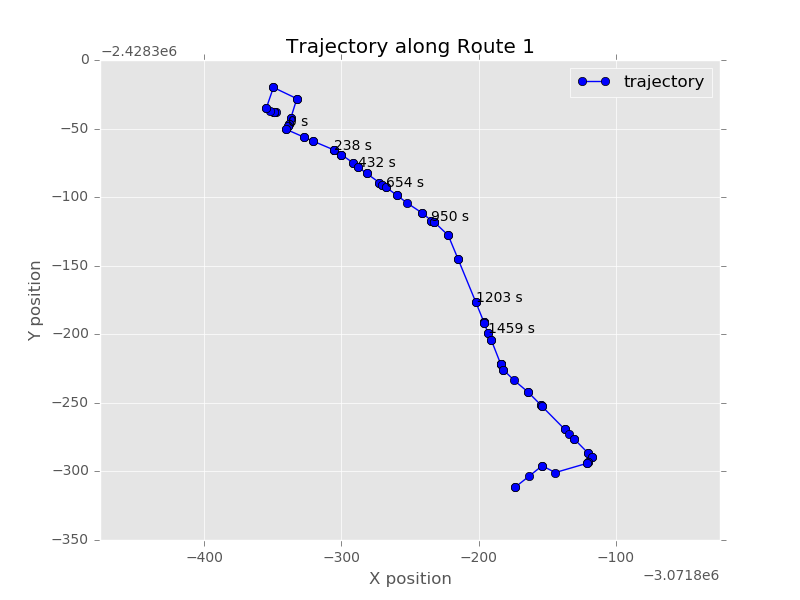 Trajectory along Route 1
−2.4283e6
trajectory
0
−50
−100
−150
−200
−250
−300
−350
s
238 s
432 s
654 s
950 s
1203 s
1459 s
Y position
−400
−300
−200
−100
X position
−3.0718e6